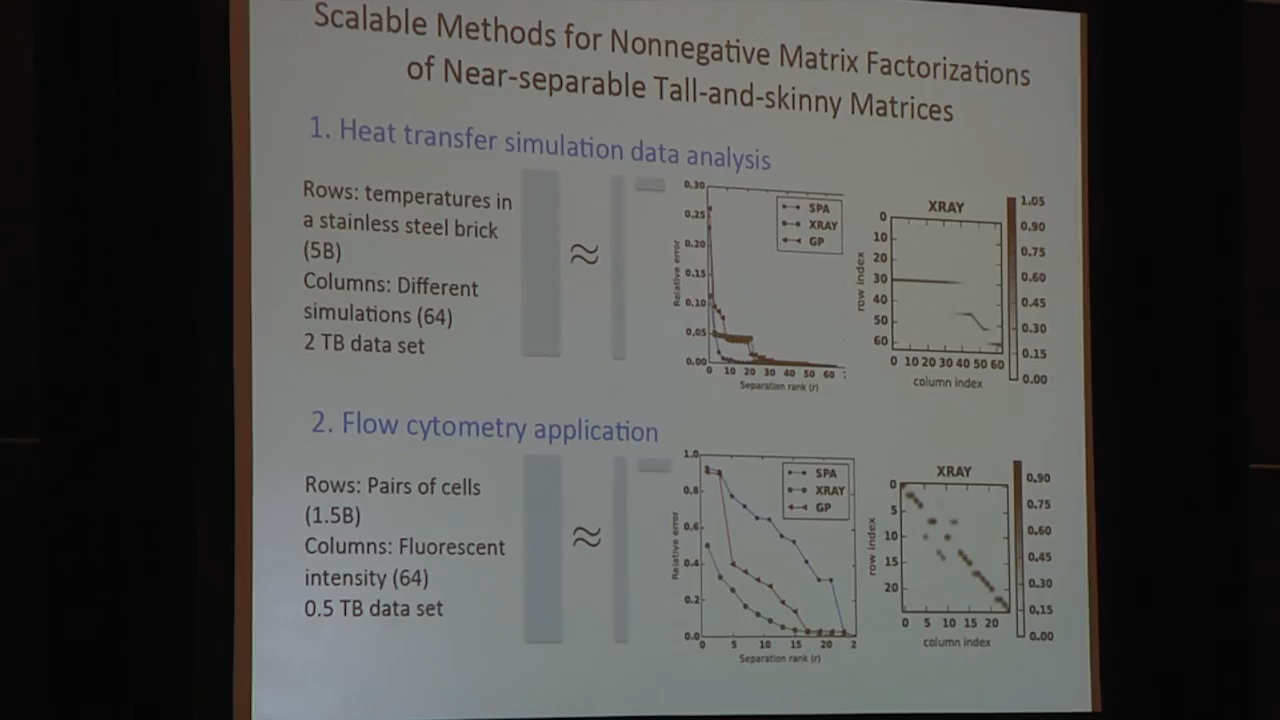 Scalable Methods for Nonnegative Matrix Factorizations
of Near-separable Tall-and-skinny Matrices
1. Heat transfer simulation data analysis
Rows: temperatures in
a stainless steel brick
(5B)
Columns: Different
simulations (64)
2 TB data set
≈
0.30
0.25
0.20
0.15
0.10
0.05
0.00
Relative error
SPA
XRAY
GP
0 10 20 30 40 50 60
Separation rank (r)
XRAY
0
10
20
30
40
50
60
row index
0 10 20 30 40 50 60
column index
1.05
0.90
0.75
0.60
0.45
0.30
0.15
0.00
2. Flow cytometry application
Rows: Pairs of cells
(1.5B)
Columns: Fluorescent
intensity (64)
0.5 TB data set
≈
1.0
0.8
0.6
0.4
0.2
0.0
Relative error
SPA
XRAY
GP
0 5 10 15 20 2
Separation rank (r)
XRAY
0
5
10
15
20
row index
0 5 10 15 20
column index
0.90
0.75
0.60
0.45
0.30
0.15
0.00